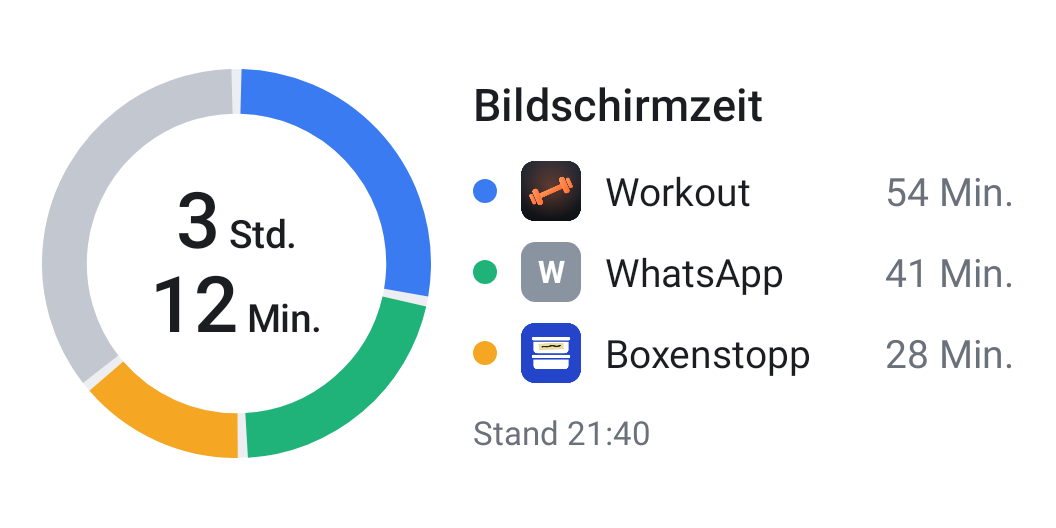 3 Std.
12 Min.
Bildschirmzeit
Workout 54 Min.
W WhatsApp 41 Min.
Boxenstopp 28 Min.
Stand 21:40